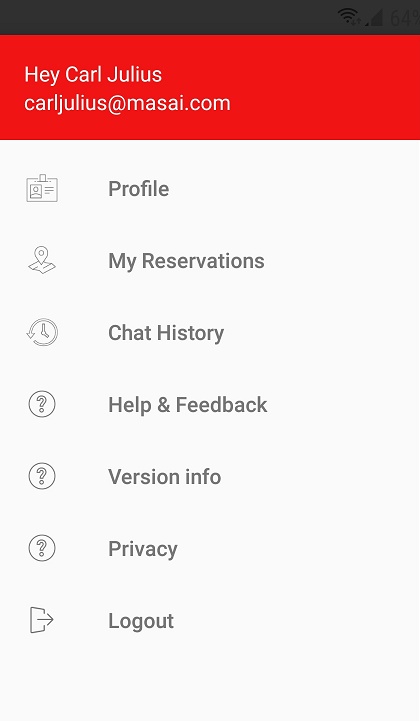 64%
Hey Carl Julius
carljulius@masai.com
Profile
My Reservations
Chat History
Help & Feedback
Version info
Privacy
Logout